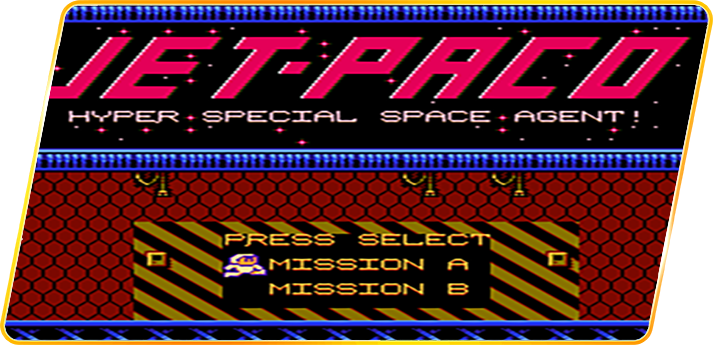 JET-PACO
HYPER SPECIAL SPACE AGENT!
PRESS SELECT
MISSION A
MISSION B